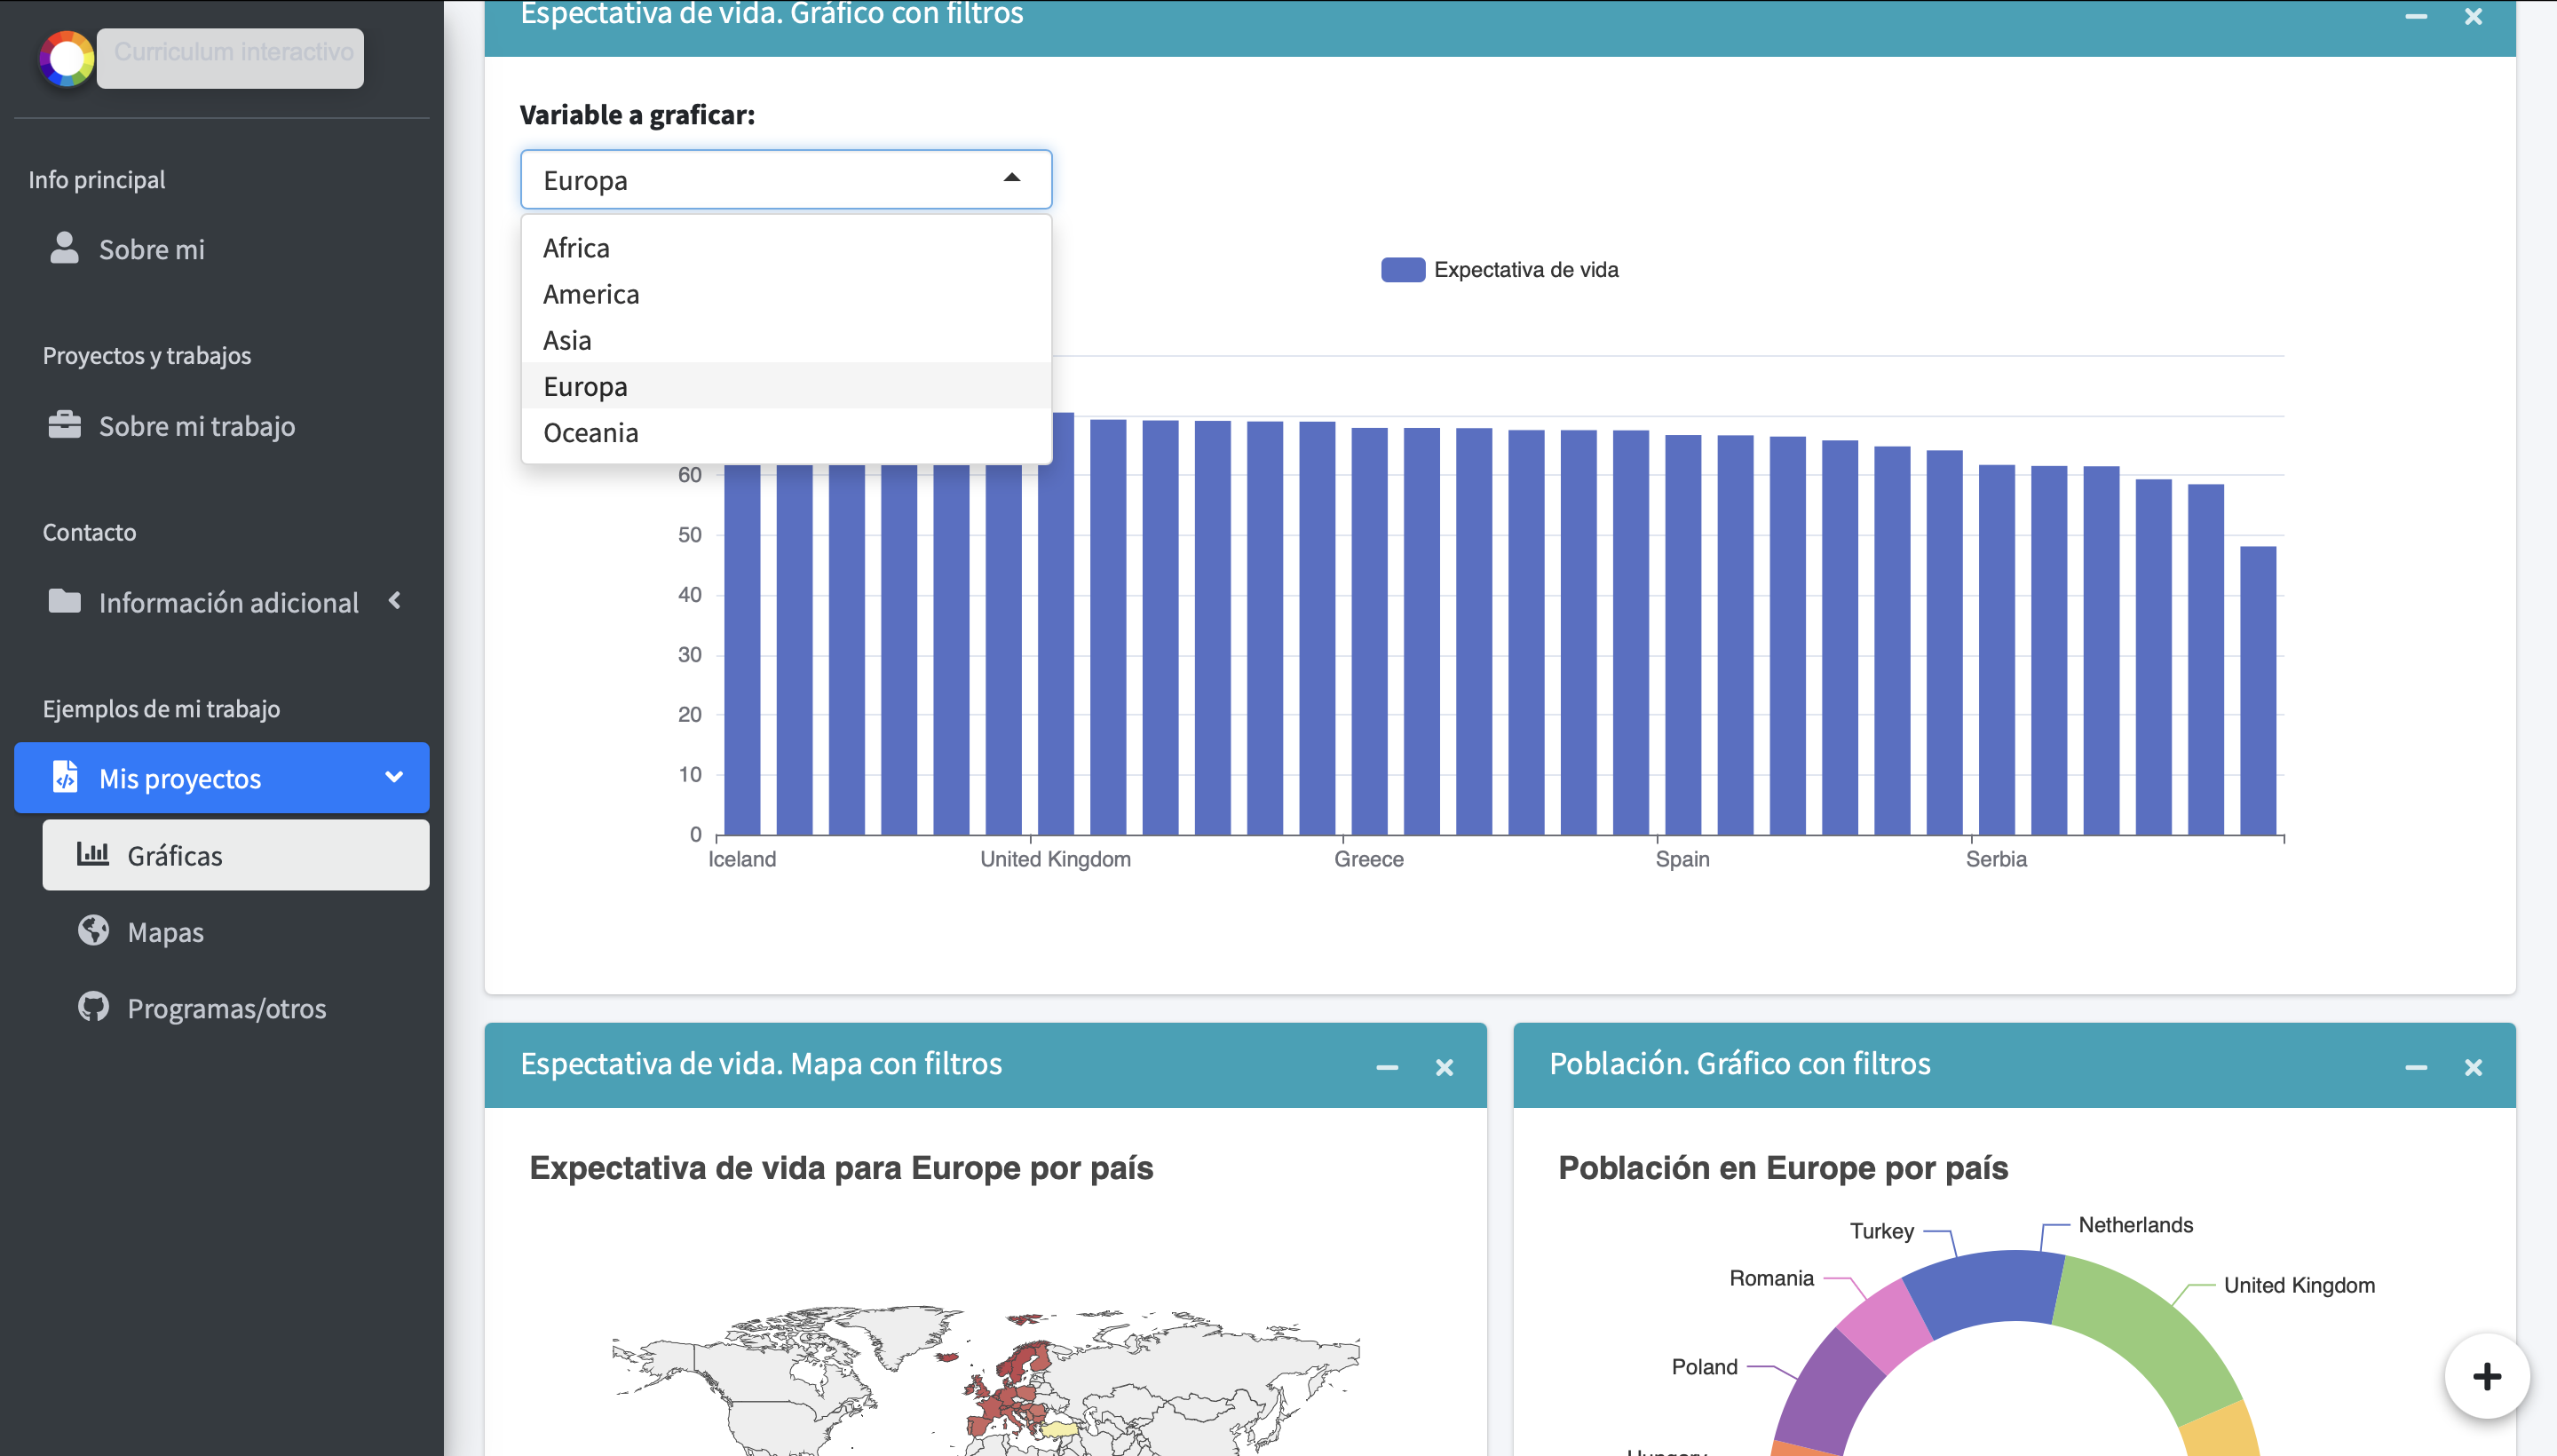 Curriculum interactivo
Info principal
Sobre mi
Proyectos y trabajos
Sobre mi trabajo
Contacto
Información adicional
Ejemplos de mi trabajo
Mis proyectos
Gráficas
Mapas
Programas/otros
Espectativa de vida. Gráfico con filtros
Variable a graficar:
Europa
Africa
America
Asia
Europa
Oceania
Expectativa de vida
60
50
40
30
20
10
0
Iceland United Kingdom Greece Spain Serbia
Espectativa de vida. Mapa con filtros
Expectativa de vida para Europe por país
Población. Gráfico con filtros
Población en Europe por país
Turkey
Netherlands
Romania
United Kingdom
Poland
Hungary